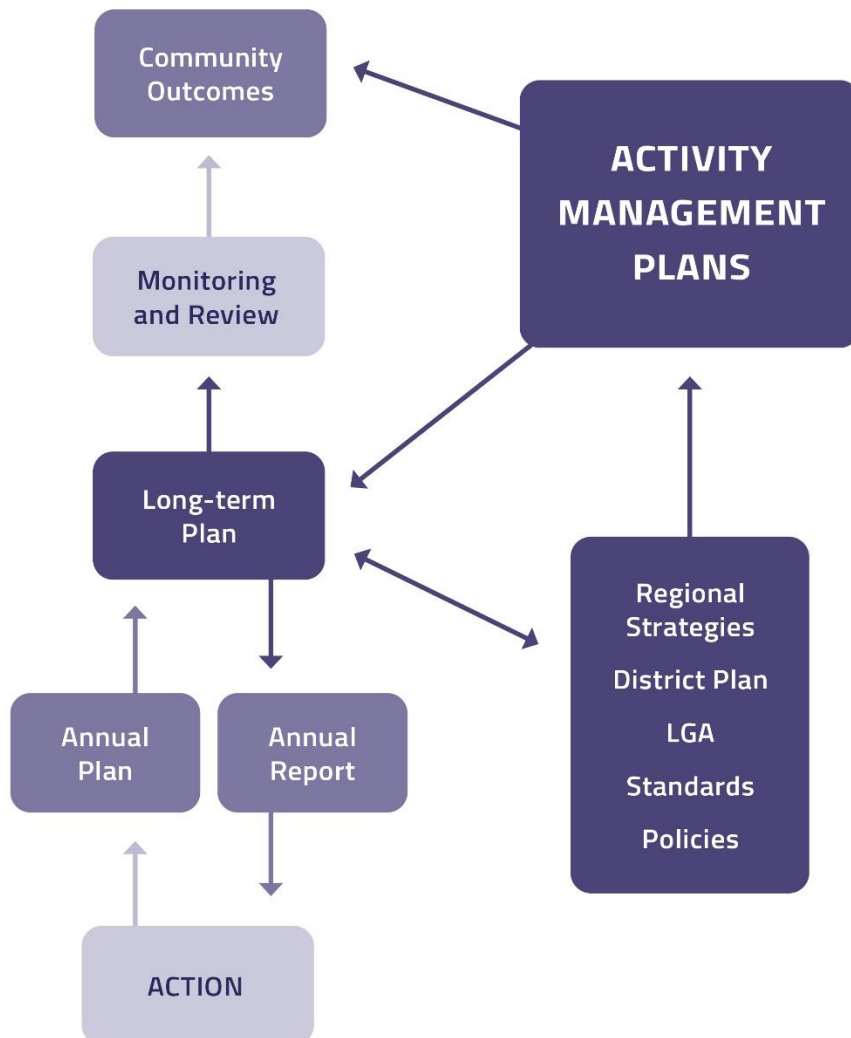 Community
Outcomes
ACTIVITY
MANAGEMENT
PLANS
Monitoring
and Review
Long-term
Plan
Regional
Strategies
District Plan
LGA
Standards
Policies
Annual
Plan
Annual
Report
ACTION